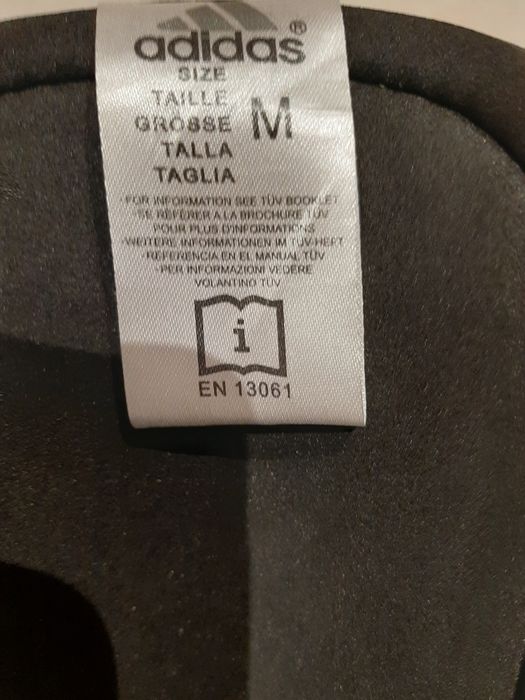 adidas®
SIZE
TAILLE
GROSSE M
TALLA
TAGLIA
·FOR INFORMATION SEE TÜV BOOKLET
·SE RÉFÉRER A LA BROCHURE TÜV
POUR PLUS D'INFORMATIONS
·WEITERE INFORMATIONEN IM TÜV-HEFT
·REFERENCIA EN EL MANUAL TÜV
·PER INFORMAZIONI VEDERE
VOLANTINO TÜV
i
EN 13061